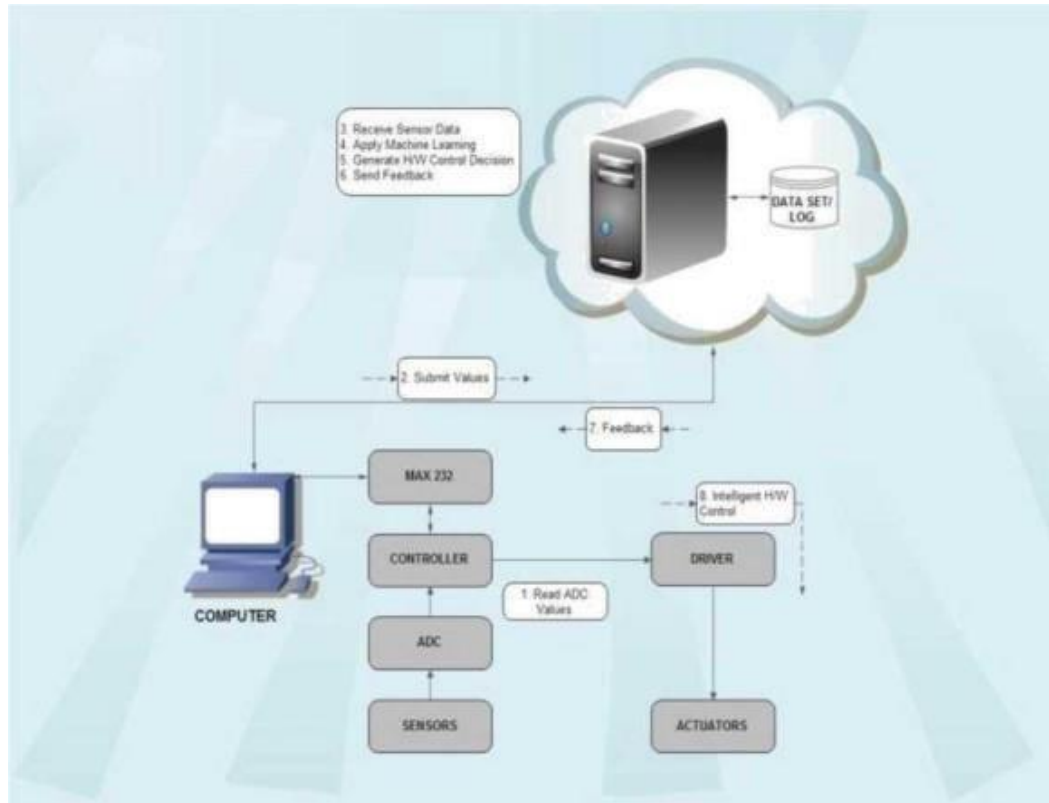 3. Receive Sensor Data
4. Apply Machine Learning
5. Generate H/W Control Decision
6. Send Feedback
DATA SET/
LOG
2. Submit Values
7. Feedback
MAX 232
8. Intelligent H/W
Control
CONTROLLER
DRIVER
COMPUTER
1. Read ADC
Values
ADC
SENSORS
ACTUATORS